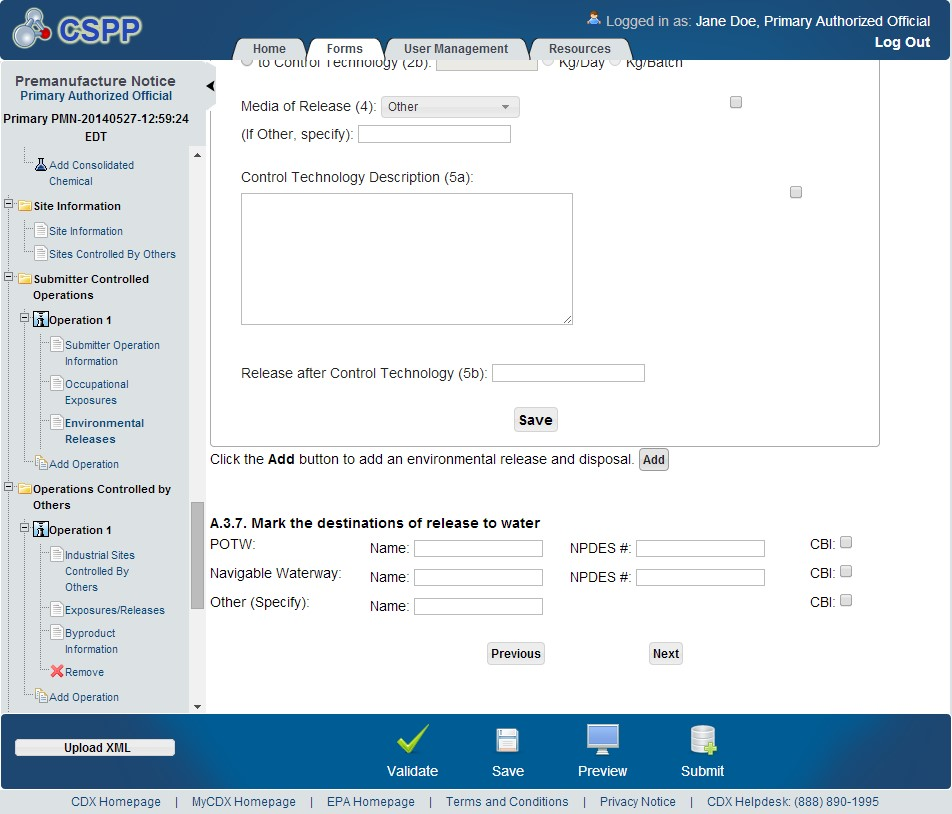 CSPP
Logged in as: Jane Doe, Primary Authorized Official
Log Out
Home
Forms
User Management
Resources
Premanufacture Notice
Primary Authorized Official
Primary PMN-20140527-12:59:24
EDT
Add Consolidated
Chemical
Site Information
Site Information
Sites Controlled By Others
Submitter Controlled
Operations
Operation 1
Submitter Operation
Information
Occupational
Exposures
Environmental
Releases
Add Operation
Operations Controlled by
Others
Operation 1
Industrial Sites
Controlled By
Others
Exposures/Releases
Byproduct
Information
Remove
Add Operation
to Control Technology (2b): Kg/Day Kg/Batch
Media of Release (4): Other
(If Other, specify):
Control Technology Description (5a):
Release after Control Technology (5b):
Save
Click the Add button to add an environmental release and disposal. Add
A.3.7. Mark the destinations of release to water
POTW: Name: NPDES #: CBI:
Navigable Waterway: Name: NPDES #: CBI:
Other (Specify): Name: CBI:
Previous Next
Upload XML
Validate
Save
Preview
Submit
CDX Homepage | MyCDX Homepage | EPA Homepage | Terms and Conditions | Privacy Notice | CDX Helpdesk: (888) 890-1995